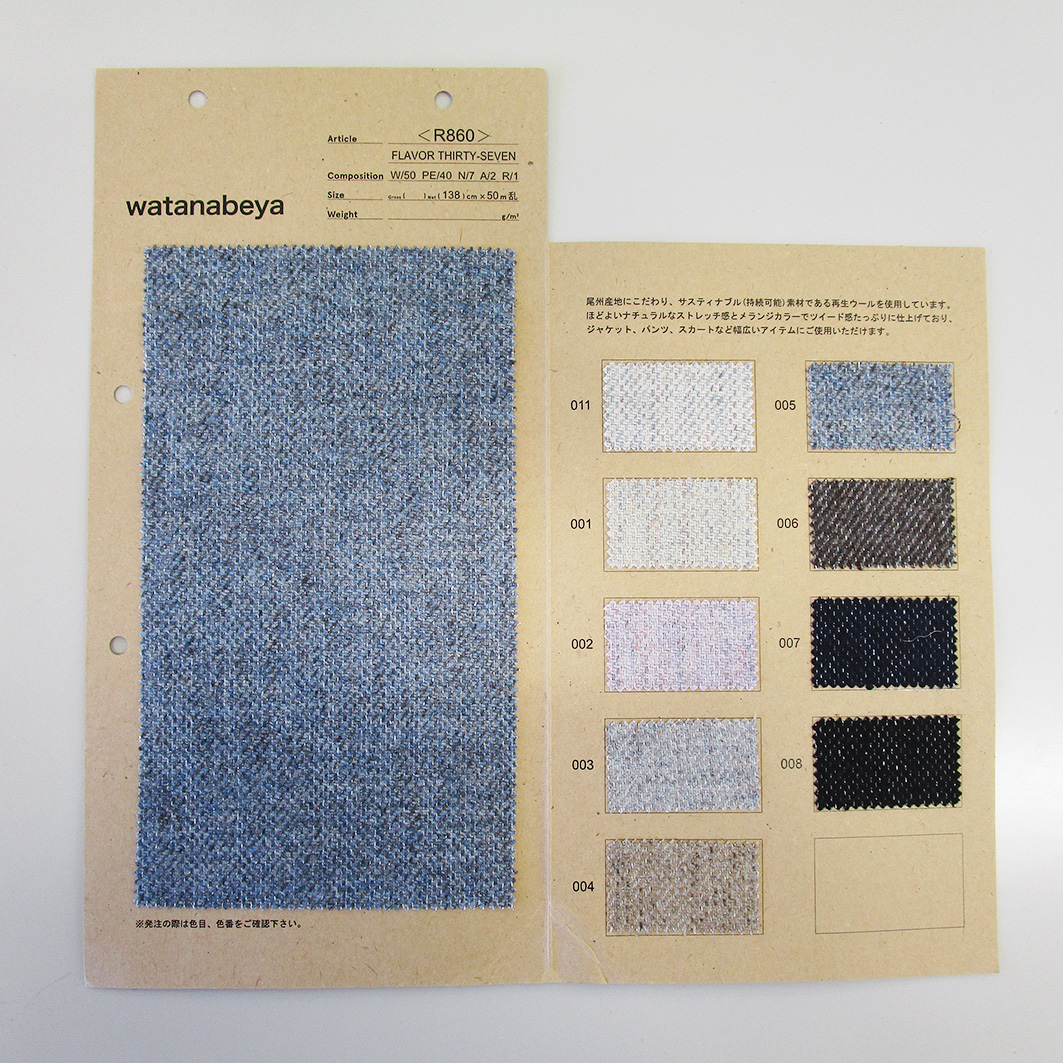 Article <R860>
FLAVOR THIRTY-SEVEN
Composition W/50 PE/40 N/7 A/2 R/1
Size Gross ( ) Net ( 138 ) cm × 50 m 乱
Weight g/m²
watanabeya
※発注の際は色目、色番をご確認下さい。
尾州産地にこだわり、サスティナブル(持続可能)素材である再生ウールを使用しています。
ほどよいナチュラルなストレッチ感とメランジカラーでツイード感たっぷりに仕上げており、
ジャケット、パンツ、スカートなど幅広いアイテムにご使用いただけます。
011
005
001
006
002
007
003
008
004